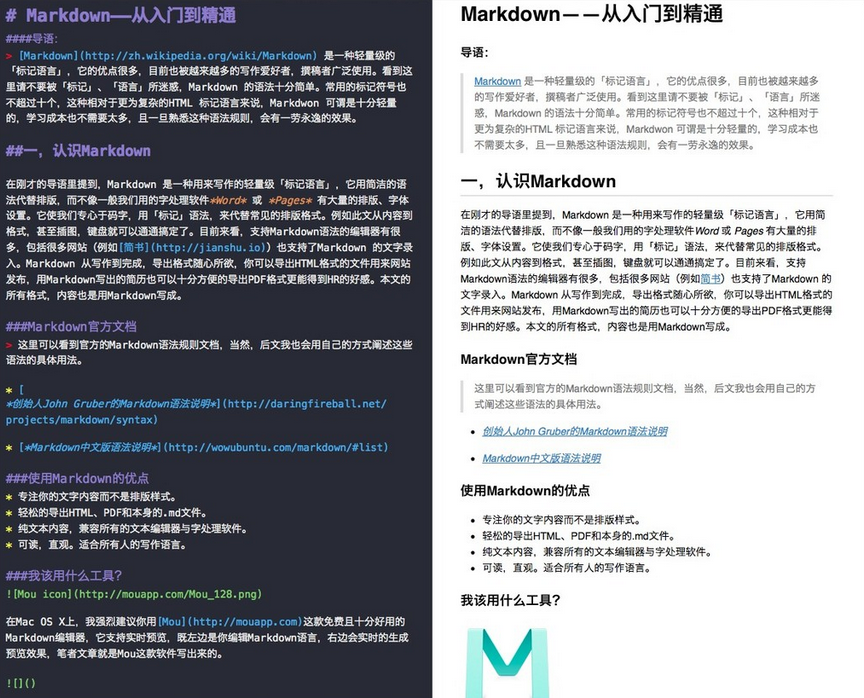 # Markdown——从入门到精通
####导语:
> [Markdown](http://zh.wikipedia.org/wiki/Markdown) 是一种轻量级的
「标记语言」，它的优点很多，目前也被越来越多的写作爱好者，撰稿者广泛使用。看到这
里请不要被「标记」、「语言」所迷惑，Markdown 的语法十分简单。常用的标记符号也
不超过十个，这种相对于更为复杂的HTML 标记语言来说，Markdwon 可谓是十分轻量
的，学习成本也不需要太多，且一旦熟悉这种语法规则，会有一劳永逸的效果。
##一，认识Markdown
在刚才的导语里提到，Markdown 是一种用来写作的轻量级「标记语言」，它用简洁的语
法代替排版，而不像一般我们用的字处理软件*Word* 或 *Pages* 有大量的排版、字体
设置。它使我们专心于码字，用「标记」语法，来代替常见的排版格式。例如此文从内容到
格式，甚至插图，键盘就可以通通搞定了。目前来看，支持Markdown语法的编辑器有很
多，包括很多网站（例如[简书](http://jianshu.io)）也支持了Markdown 的文字录
入。Markdown 从写作到完成，导出格式随心所欲，你可以导出HTML格式的文件用来网站
发布，用Markdown写出的简历也可以十分方便的导出PDF格式更能得到HR的好感。本文的
所有格式，内容也是用Markdown写成。
###Markdown官方文档
> 这里可以看到官方的Markdown语法规则文档，当然，后文我也会用自己的方式阐述这些
语法的具体用法。
* [
*创始人John Gruber的Markdown语法说明*](http://daringfireball.net/
projects/markdown/syntax)
* [*Markdown中文版语法说明*](http://wowubuntu.com/markdown/#list)
###使用Markdown的优点
* 专注你的文字内容而不是排版样式。
* 轻松的导出HTML、PDF和本身的.md文件。
* 纯文本内容，兼容所有的文本编辑器与字处理软件。
* 可读，直观。适合所有人的写作语言。
###我该用什么工具？
![Mou icon](http://mouapp.com/Mou_128.png)
在Mac OS X上，我强烈建议你用[Mou](http://mouapp.com)这款免费且十分好用的
Markdown编辑器，它支持实时预览，既左边是你编辑Markdown语言，右边会实时的生成
预览效果，笔者文章就是Mou这款软件写出来的。
![]()
Markdown——从入门到精通
导语:
Markdown 是一种轻量级的「标记语言」，它的优点很多，目前也被越来越多
的写作爱好者，撰稿者广泛使用。看到这里请不要被「标记」、「语言」所迷
惑，Markdown 的语法十分简单。常用的标记符号也不超过十个，这种相对于
更为复杂的HTML 标记语言来说，Markdwon 可谓是十分轻量的，学习成本也
不需要太多，且一旦熟悉这种语法规则，会有一劳永逸的效果。
一，认识Markdown
在刚才的导语里提到，Markdown 是一种用来写作的轻量级「标记语言」，它用简
洁的语法代替排版，而不像一般我们用的字处理软件Word 或 Pages 有大量的排
版、字体设置。它使我们专心于码字，用「标记」语法，来代替常见的排版格式。
例如此文从内容到格式，甚至插图，键盘就可以通通搞定了。目前来看，支持
Markdown语法的编辑器有很多，包括很多网站（例如简书）也支持了Markdown 的
文字录入。Markdown 从写作到完成，导出格式随心所欲，你可以导出HTML格式的
文件用来网站发布，用Markdown写出的简历也可以十分方便的导出PDF格式更能得
到HR的好感。本文的所有格式，内容也是用Markdown写成。
Markdown官方文档
这里可以看到官方的Markdown语法规则文档，当然，后文我也会用自己的方
式阐述这些语法的具体用法。
• 创始人John Gruber的Markdown语法说明
• Markdown中文版语法说明
使用Markdown的优点
• 专注你的文字内容而不是排版样式。
• 轻松的导出HTML、PDF和本身的.md文件。
• 纯文本内容，兼容所有的文本编辑器与字处理软件。
• 可读，直观。适合所有人的写作语言。
我该用什么工具？